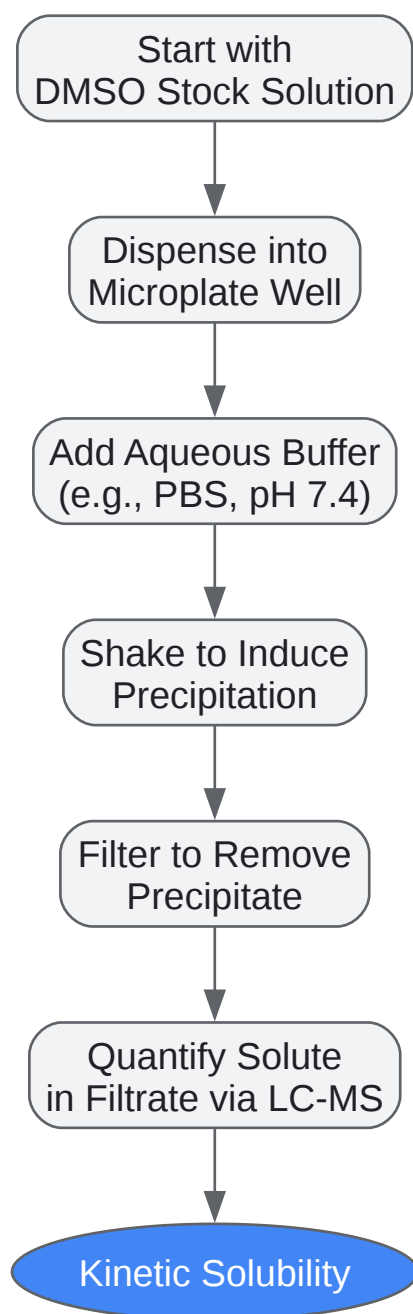 Start with
DMSO Stock Solution
Dispense into
Microplate Well
Add Aqueous Buffer
(e.g., PBS, pH 7.4)
Shake to Induce
Precipitation
Filter to Remove
Precipitate
Quantify Solute
in Filtrate via LC-MS
Kinetic Solubility